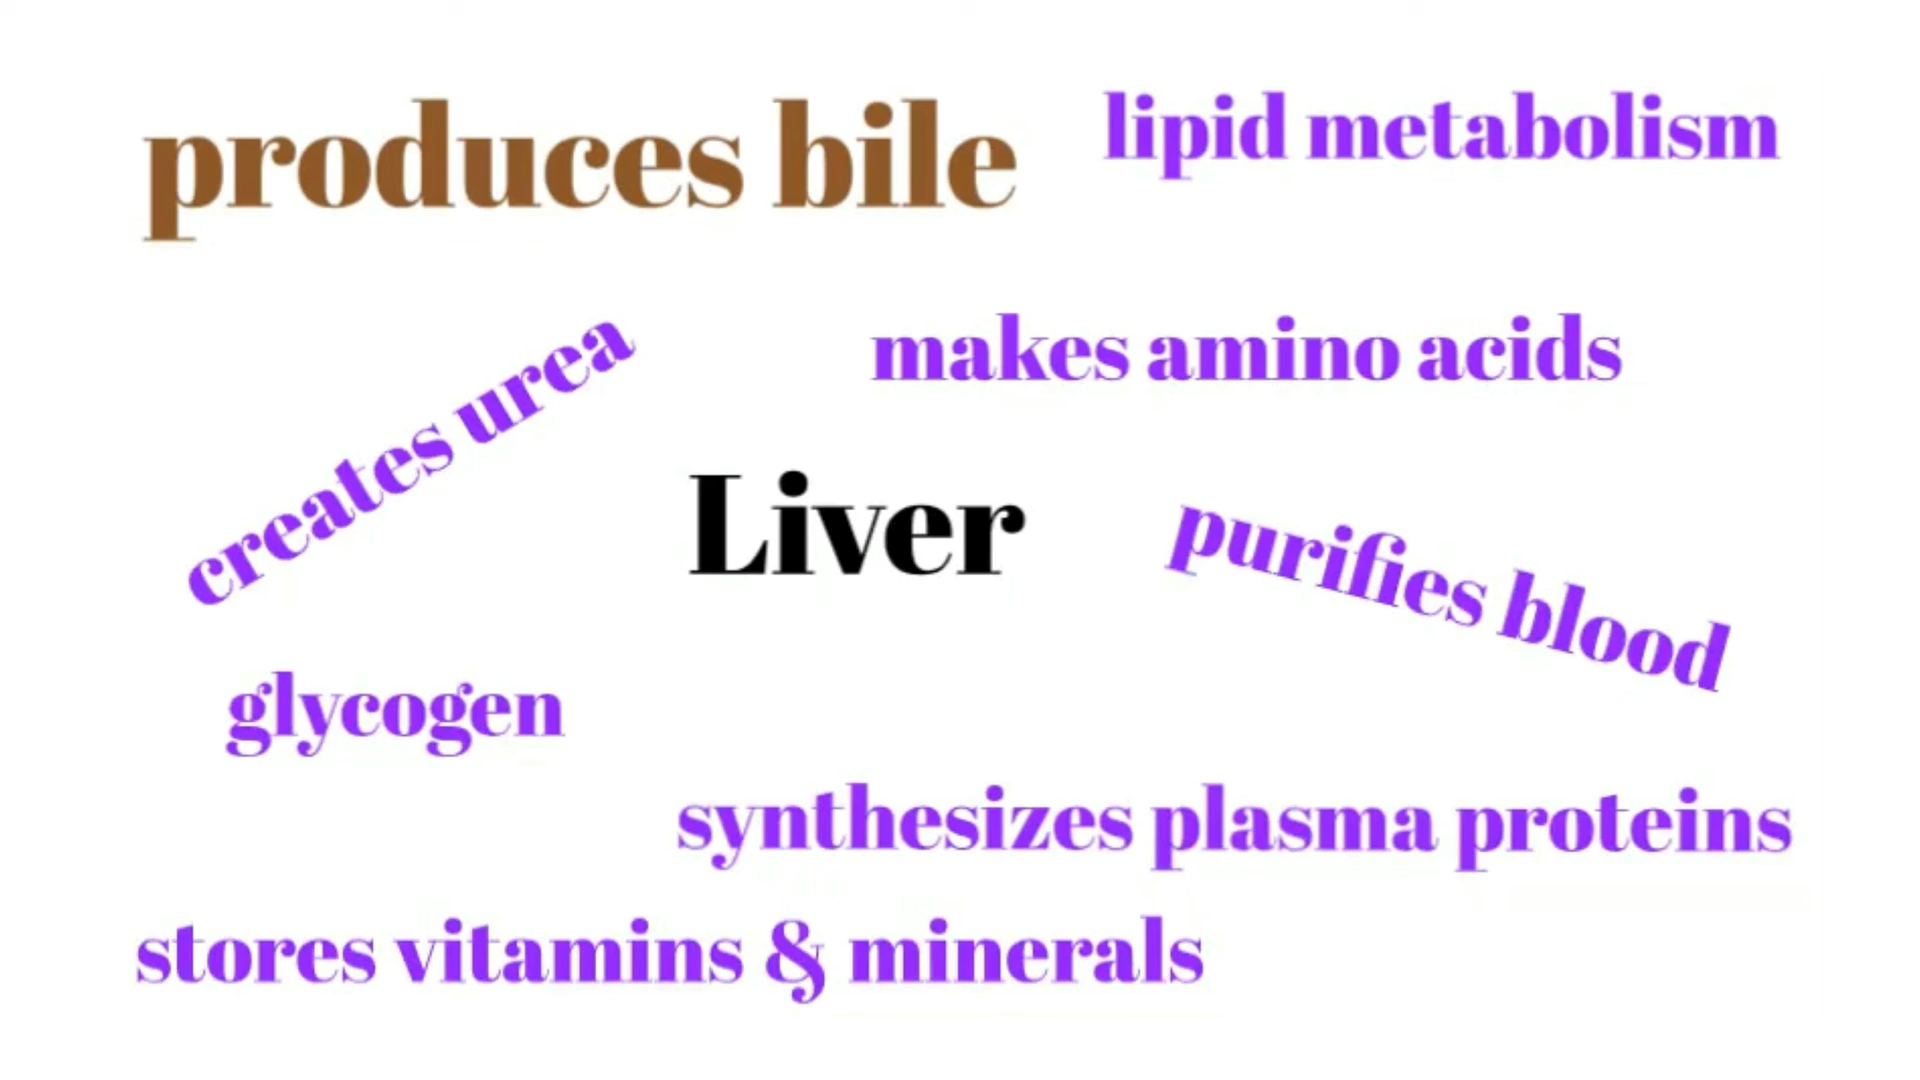 produces bile
lipid metabolism
creates urea
makes amino acids
Liver
purifies blood
glycogen
synthesizes plasma proteins
stores vitamins & minerals